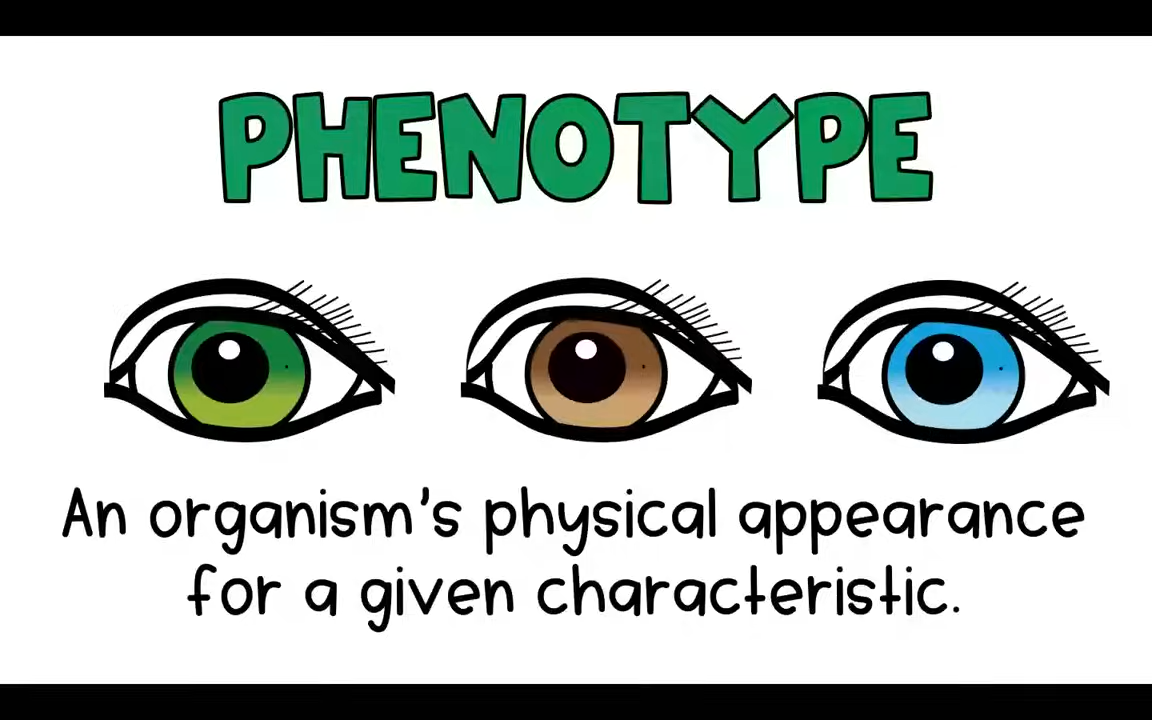 PHENOTYPE
An organism's physical appearance
for a given characteristic.